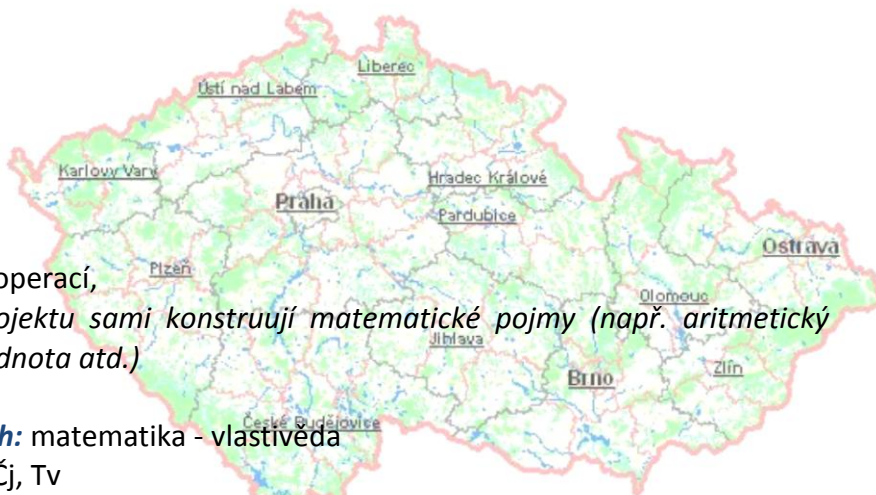 Liberec
Ústí nad Labem
Karlovy Vary
Hradec Králové
Praha
Pardubice
Ostrava
Plzeň
operací,
Olomouc
ojektu sami konstruují matematické pojmy (např. aritmetický
Jihlava
dnota atd.)
Zlín
Brno
České Budějovice
h: matematika - vlastivěda
Čj, Tv